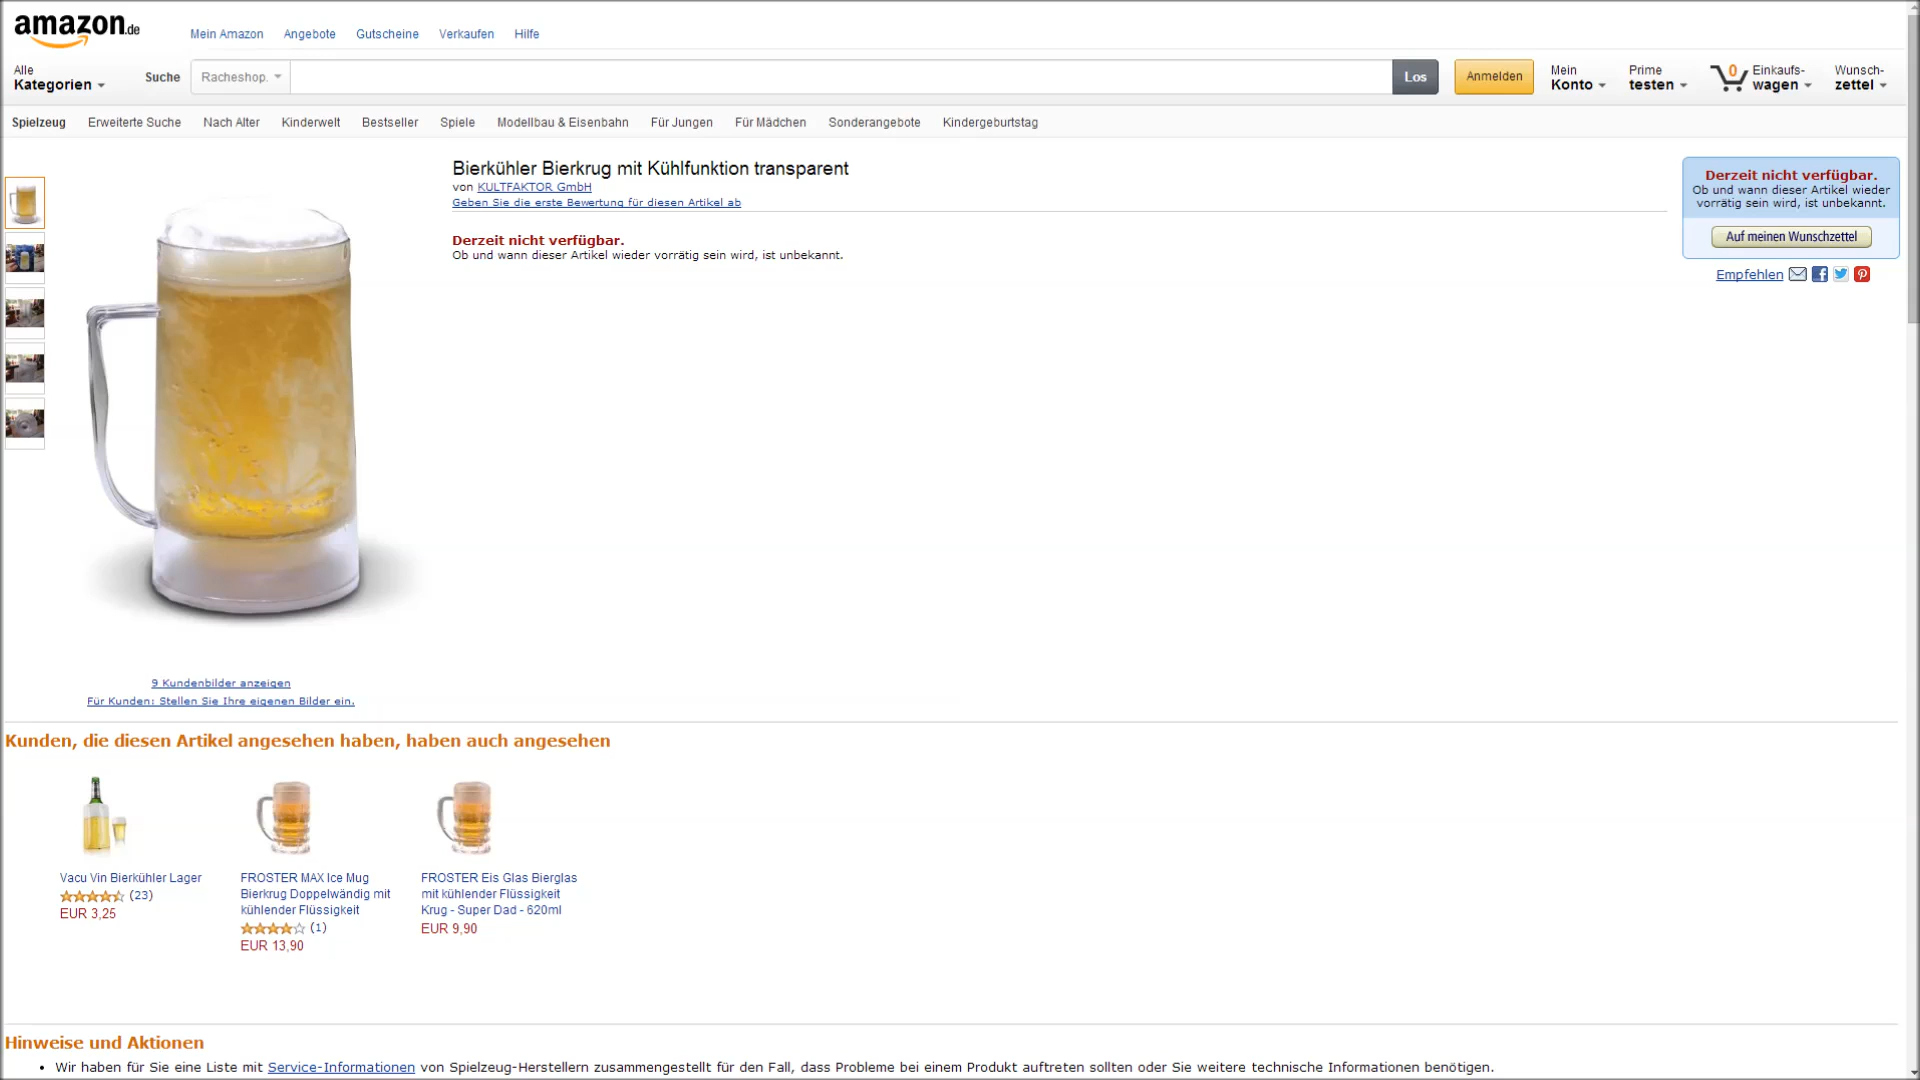 amazon.de
Mein Amazon Angebote Gutscheine Verkaufen Hilfe
Alle Kategorien
Suche
Racheshop.
Los
Anmelden
Mein Konto
Prime testen
0
Einkaufs-wagen
Wunsch-zettel
Spielzeug Erweiterte Suche Nach Alter Kinderwelt Bestseller Spiele Modellbau & Eisenbahn Für Jungen Für Mädchen Sonderangebote Kindergeburtstag
Bierkühler Bierkrug mit Kühlfunktion transparent
von KULTFAKTOR GmbH
Geben Sie die erste Bewertung für diesen Artikel ab
Derzeit nicht verfügbar.
Ob und wann dieser Artikel wieder vorrätig sein wird, ist unbekannt.
Derzeit nicht verfügbar.
Ob und wann dieser Artikel wieder
vorrätig sein wird, ist unbekannt.
Auf meinen Wunschzettel
Empfehlen
9 Kundenbilder anzeigen
Für Kunden: Stellen Sie Ihre eigenen Bilder ein.
Kunden, die diesen Artikel angesehen haben, haben auch angesehen
Vacu Vin Bierkühler Lager
(23)
EUR 3,25
FROSTER MAX Ice Mug
Bierkrug Doppelwändig mit
kühlender Flüssigkeit
(1)
EUR 13,90
FROSTER Eis Glas Bierglas
mit kühlender Flüssigkeit
Krug - Super Dad - 620ml
EUR 9,90
Hinweise und Aktionen
• Wir haben für Sie eine Liste mit Service-Informationen von Spielzeug-Herstellern zusammengestellt für den Fall, dass Probleme bei einem Produkt auftreten sollten oder Sie weitere technische Informationen benötigen.